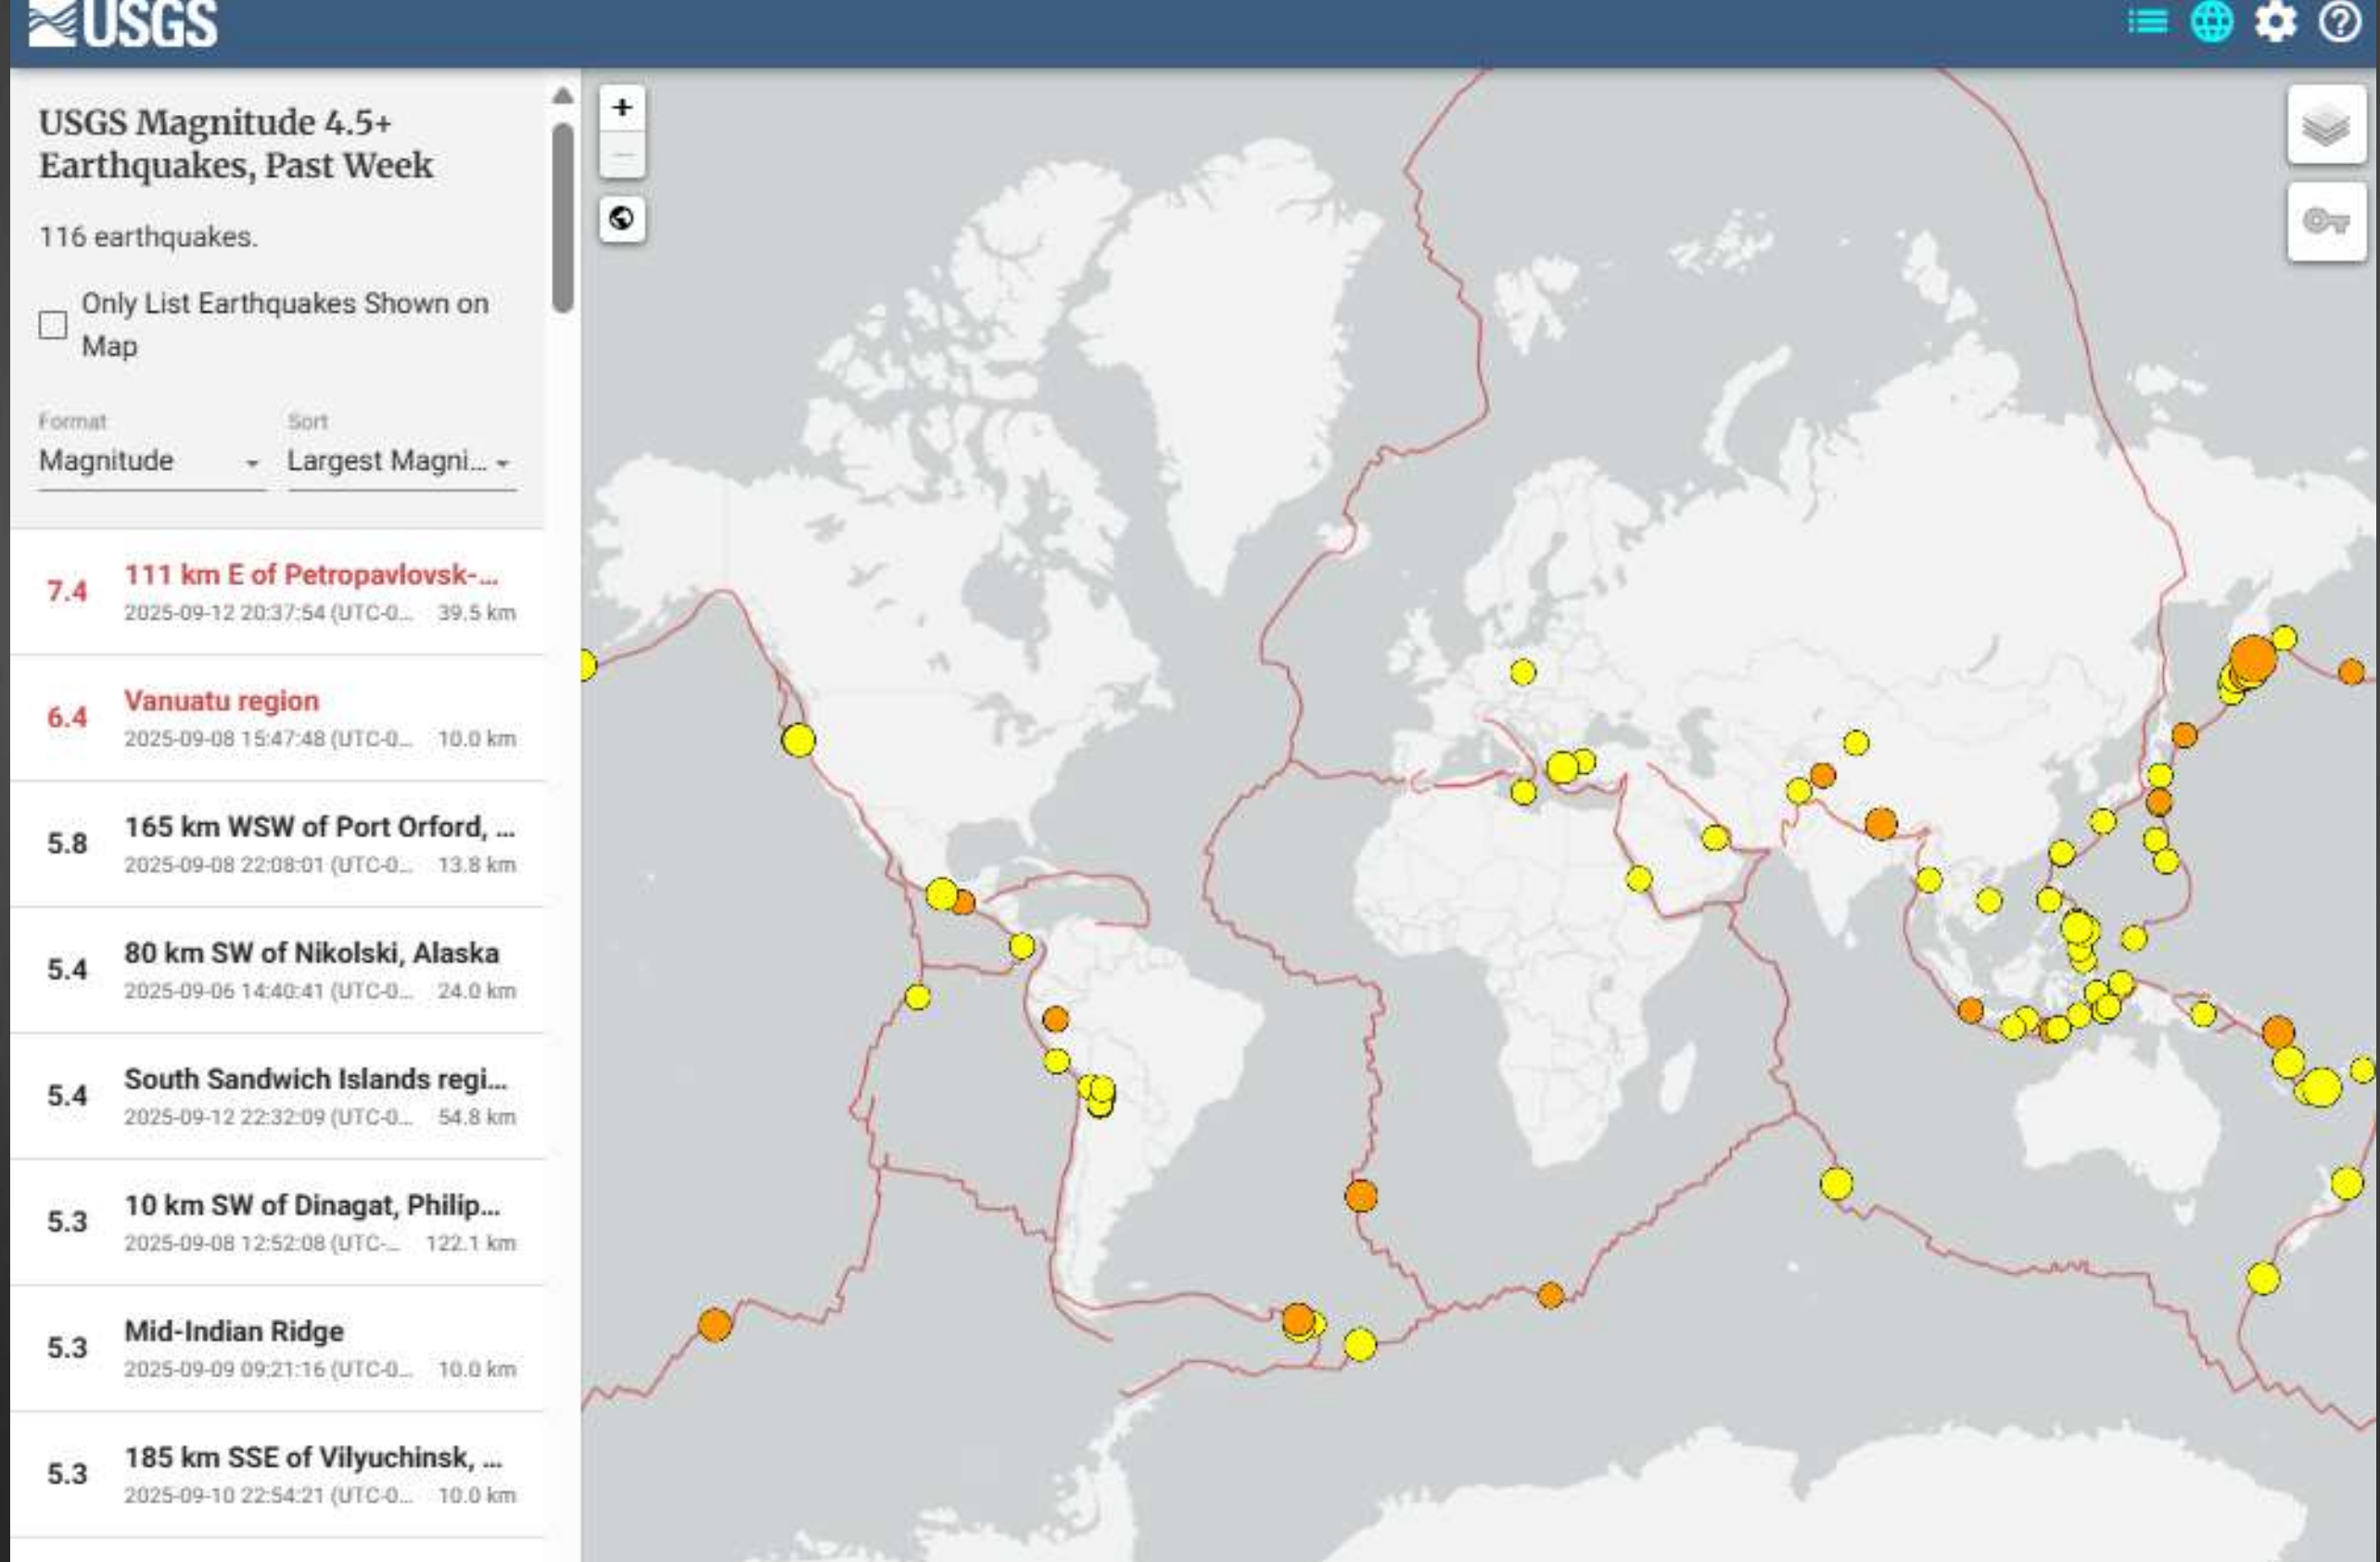 USGS
USGS Magnitude 4.5+
Earthquakes, Past Week
116 earthquakes.
Only List Earthquakes Shown on
Map
Format Sort
Magnitude Largest Magni...
7.4 111 km E of Petropavlovsk-...
2025-09-12 20:37:54 (UTC-0... 39.5 km
6.4 Vanuatu region
2025-09-08 15:47:48 (UTC-0... 10.0 km
5.8 165 km WSW of Port Orford, ...
2025-09-08 22:08:01 (UTC-0... 13.8 km
5.4 80 km SW of Nikolski, Alaska
2025-09-06 14:40:41 (UTC-0... 24.0 km
5.4 South Sandwich Islands regi...
2025-09-12 22:32:09 (UTC-0... 54.8 km
5.3 10 km SW of Dinagat, Philip...
2025-09-08 12:52:08 (UTC-... 122.1 km
5.3 Mid-Indian Ridge
2025-09-09 09:21:16 (UTC-0... 10.0 km
5.3 185 km SSE of Vilyuchinsk, ...
2025-09-10 22:54:21 (UTC-0... 10.0 km